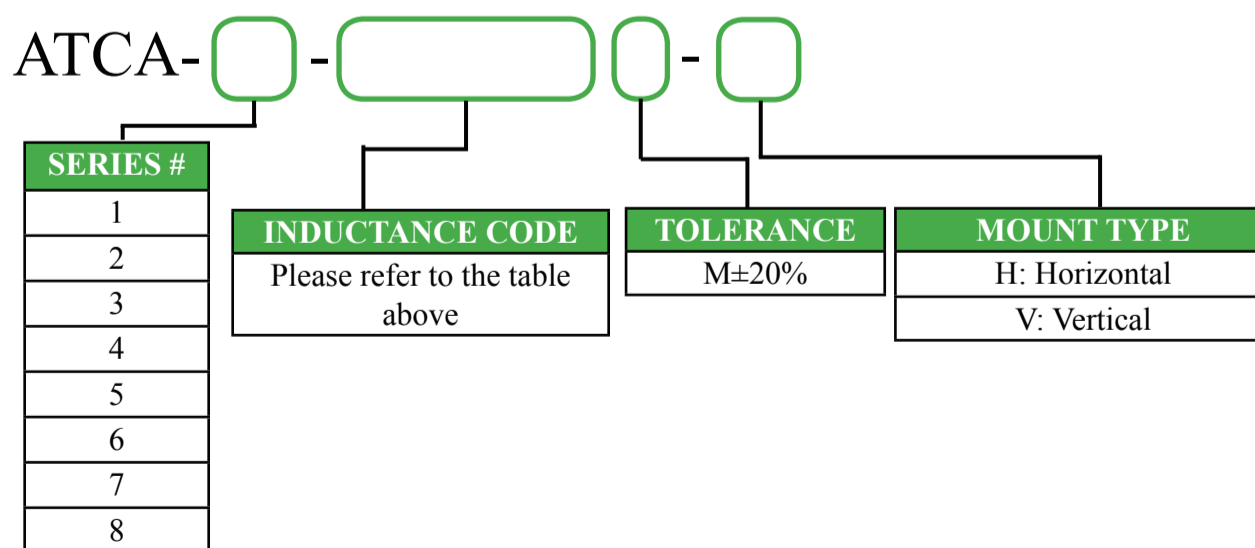 ATCA- - -
SERIES #
1
2
3
4
5
6
7
8
INDUCTANCE CODE
Please refer to the table
above
TOLERANCE
M±20%
MOUNT TYPE
H: Horizontal
V: Vertical